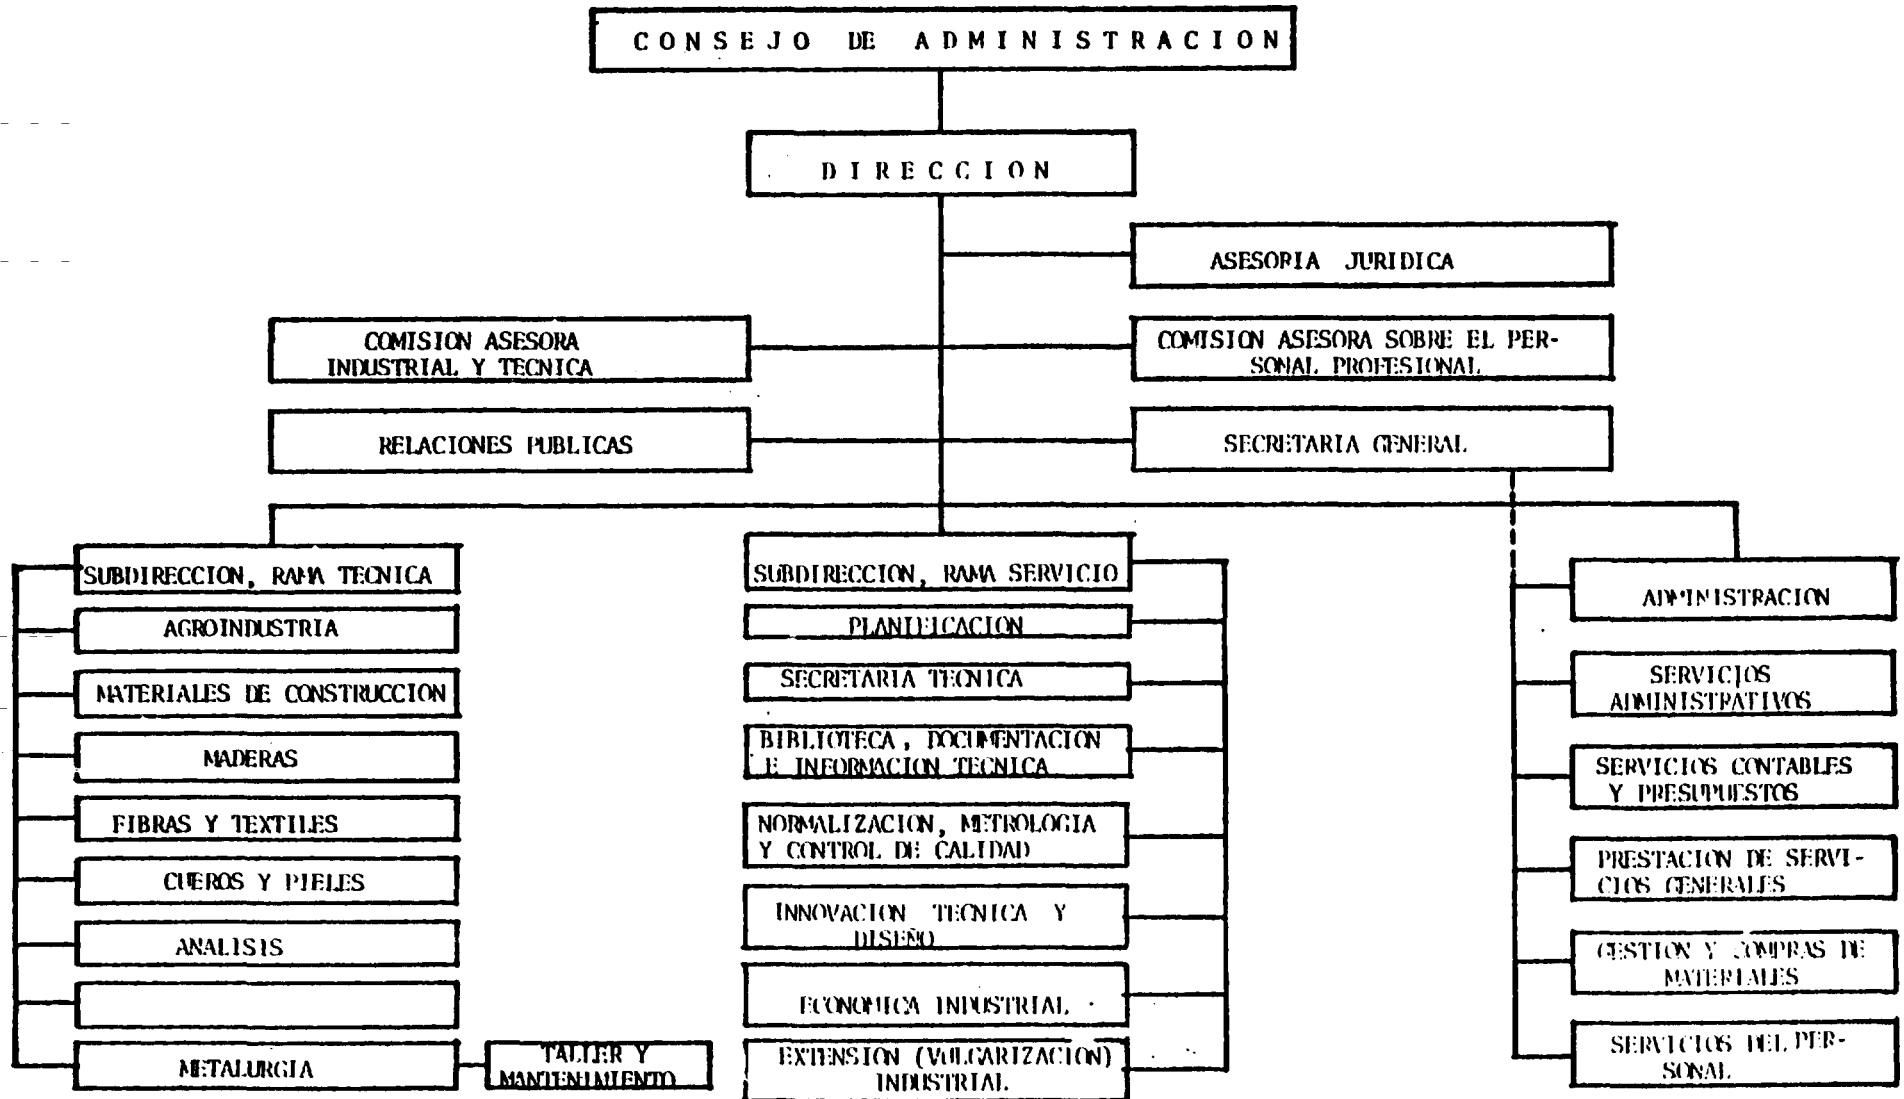 CONSEJO DE ADMINISTRACION
DIRECCION
ASESORIA JURIDICA
COMISION ASESORA
INDUSTRIAL Y TECNICA
COMISION ASESORA SOBRE EL PER-
SONAL PROFESIONAL
RELACIONES PUBLICAS
SECRETARIA GENERAL
SUBDIRECCION, RAMA TECNICA
AGROINDUSTRIA
MATERIALES DE CONSTRUCCION
MADERAS
FIBRAS Y TEXTILES
CUEROS Y PIELES
ANALISIS
METALURGIA
TALLER Y
MANTENIMIENTO
SUBDIRECCION, RAMA SERVICIO
PLANIFICACION
SECRETARIA TECNICA
BIBLIOTECA, DOCUMENTACION
E INFORMACION TECNICA
NORMALIZACION, METROLOGIA
Y CONTROL DE CALIDAD
INNOVACION TECNICA Y
DISEÑO
ECONOMICA INDUSTRIAL
EXTENSION (VULGARIZACION)
INDUSTRIAL
ADMINISTRACION
SERVICIOS
ADMINISTRATIVOS
SERVICIOS CONTABLES
Y PRESUPUESTOS
PRESTACION DE SERVI-
CIOS GENERALES
GESTION Y COMPRAS DE
MATERIALES
SERVICIOS DEL PER-
SONAL